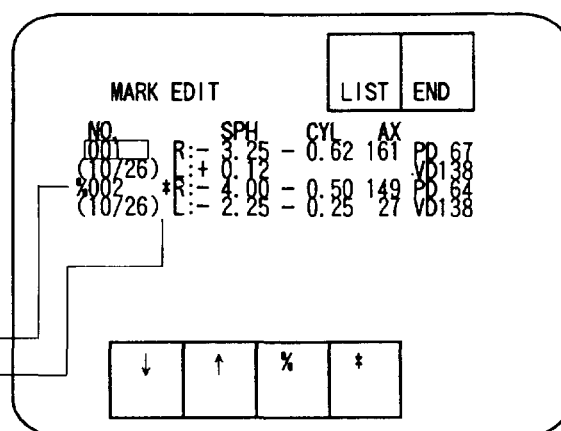 LIST END
MARK EDIT
NO. SPH CYL AX
001 R:- 3.25 - 0.62 161 PD 67
(10/26) L:+ 0.12 VD138
%002 *R:- 4.00 - 0.50 149 PD 64
(10/26) L:- 2.25 - 0.25 27 VD138
↓ ↑ % *